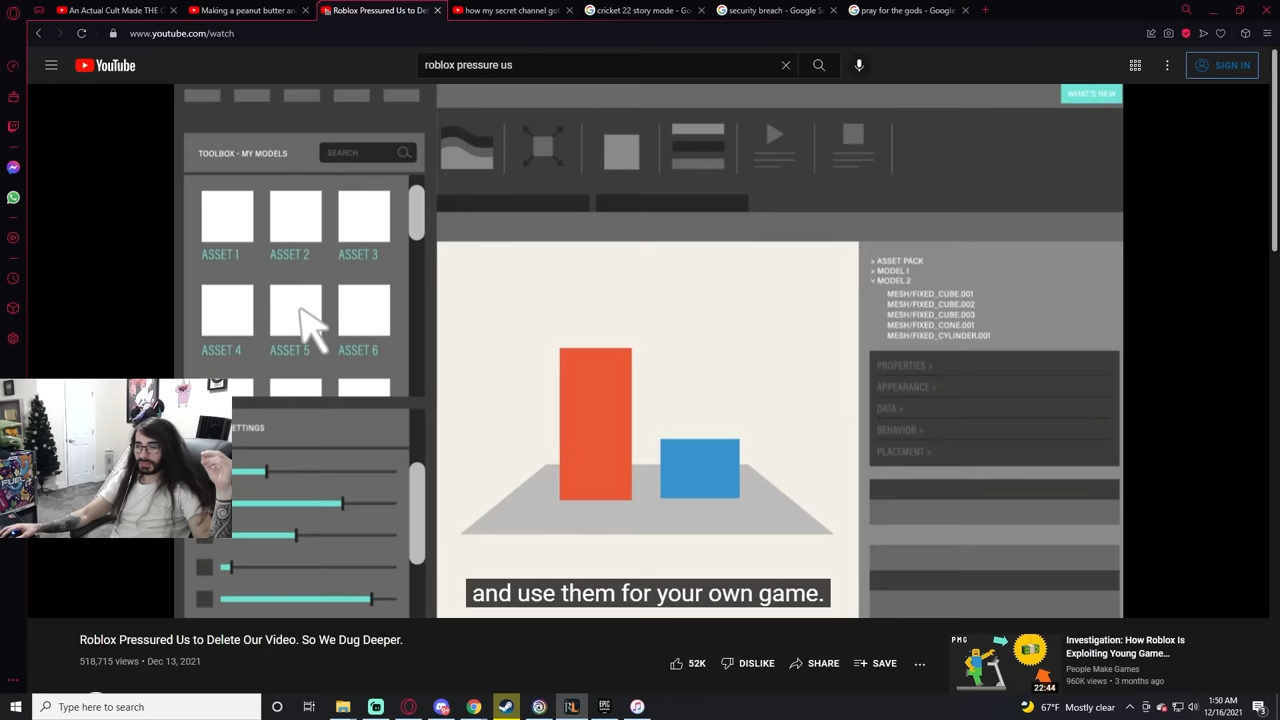 An Actual Cult Made THE C
Making a peanut butter and
Roblox Pressured Us to Del
how my secret channel got
cricket 22 story mode - Go
security breach - Google Se
pray for the gods - Google
www.youtube.com/watch
YouTube
roblox pressure us
SIGN IN
WHAT'S NEW
TOOLBOX - MY MODELS
SEARCH
ASSET 1
ASSET 2
ASSET 3
> ASSET PACK
> MODEL 1
MODEL 2
MESH/FIXED_CUBE.001
MESH/FIXED_CUBE.002
MESH/FIXED_CUBE.003
MESH/FIXED_CONE.001
MESH/FIXED_CYLINDER.001
ASSET 4
ASSET 5
ASSET 6
PROPERTIES »
APPEARANCE »
DATA »
BEHAVIOR »
PLACEMENT »
ETTINGS
and use them for your own game.
Roblox Pressured Us to Delete Our Video. So We Dug Deeper.
518,715 views • Dec 13, 2021
52K
DISLIKE
SHARE
SAVE
PMG
22:44
Investigation: How Roblox Is
Exploiting Young Game...
People Make Games
960K views • 3 months ago
Type here to search
EPIC
67°F Mostly clear
1:50 AM
12/16/2021